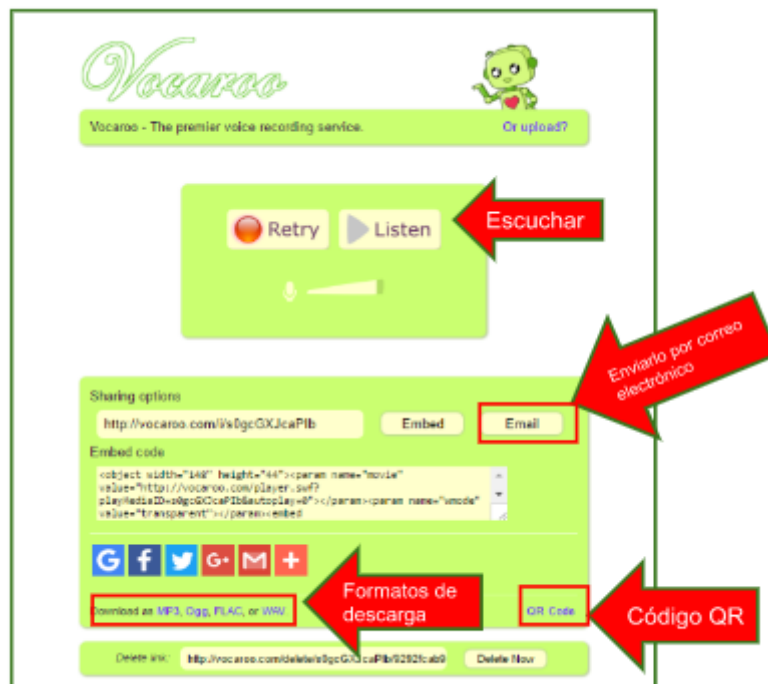 Vocaroo
Vocaroo - The premier voice recording service.
Or upload?
Retry
Listen
Escuchar
Enviarlo por correo
electrónico
Sharing options
http://vocaroo.com/i/s0gcGXJcaPIb
Embed
Email
Embed code
<object width="148" height="44"><param name="movie"
value="http://vocaroo.com/player.swf?
playMediaID=s0gcGXJcaPIb&autoplay=0"></param><param name="wmode"
value="transparent"></param><embed
G f G+ M +
Download as MP3, Ogg, FLAC, or WAV
Formatos de
descarga
QR Code
Código QR
Delete link:
Delete Now